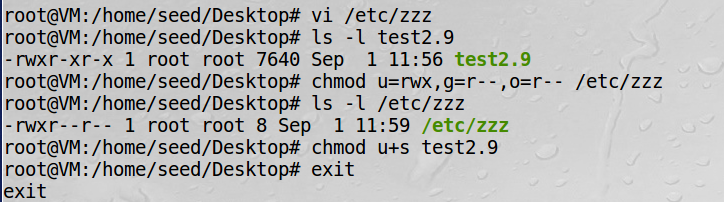 root@VM:/home/seed/Desktop# vi /etc/zzz
root@VM:/home/seed/Desktop# ls -l test2.9
-rwxr-xr-x 1 root root 7640 Sep  1 11:56 test2.9
root@VM:/home/seed/Desktop# chmod u=rwx,g=r--,o=r-- /etc/zzz
root@VM:/home/seed/Desktop# ls -l /etc/zzz
-rwxr--r-- 1 root root 8 Sep  1 11:59 /etc/zzz
root@VM:/home/seed/Desktop# chmod u+s test2.9
root@VM:/home/seed/Desktop# exit
exit